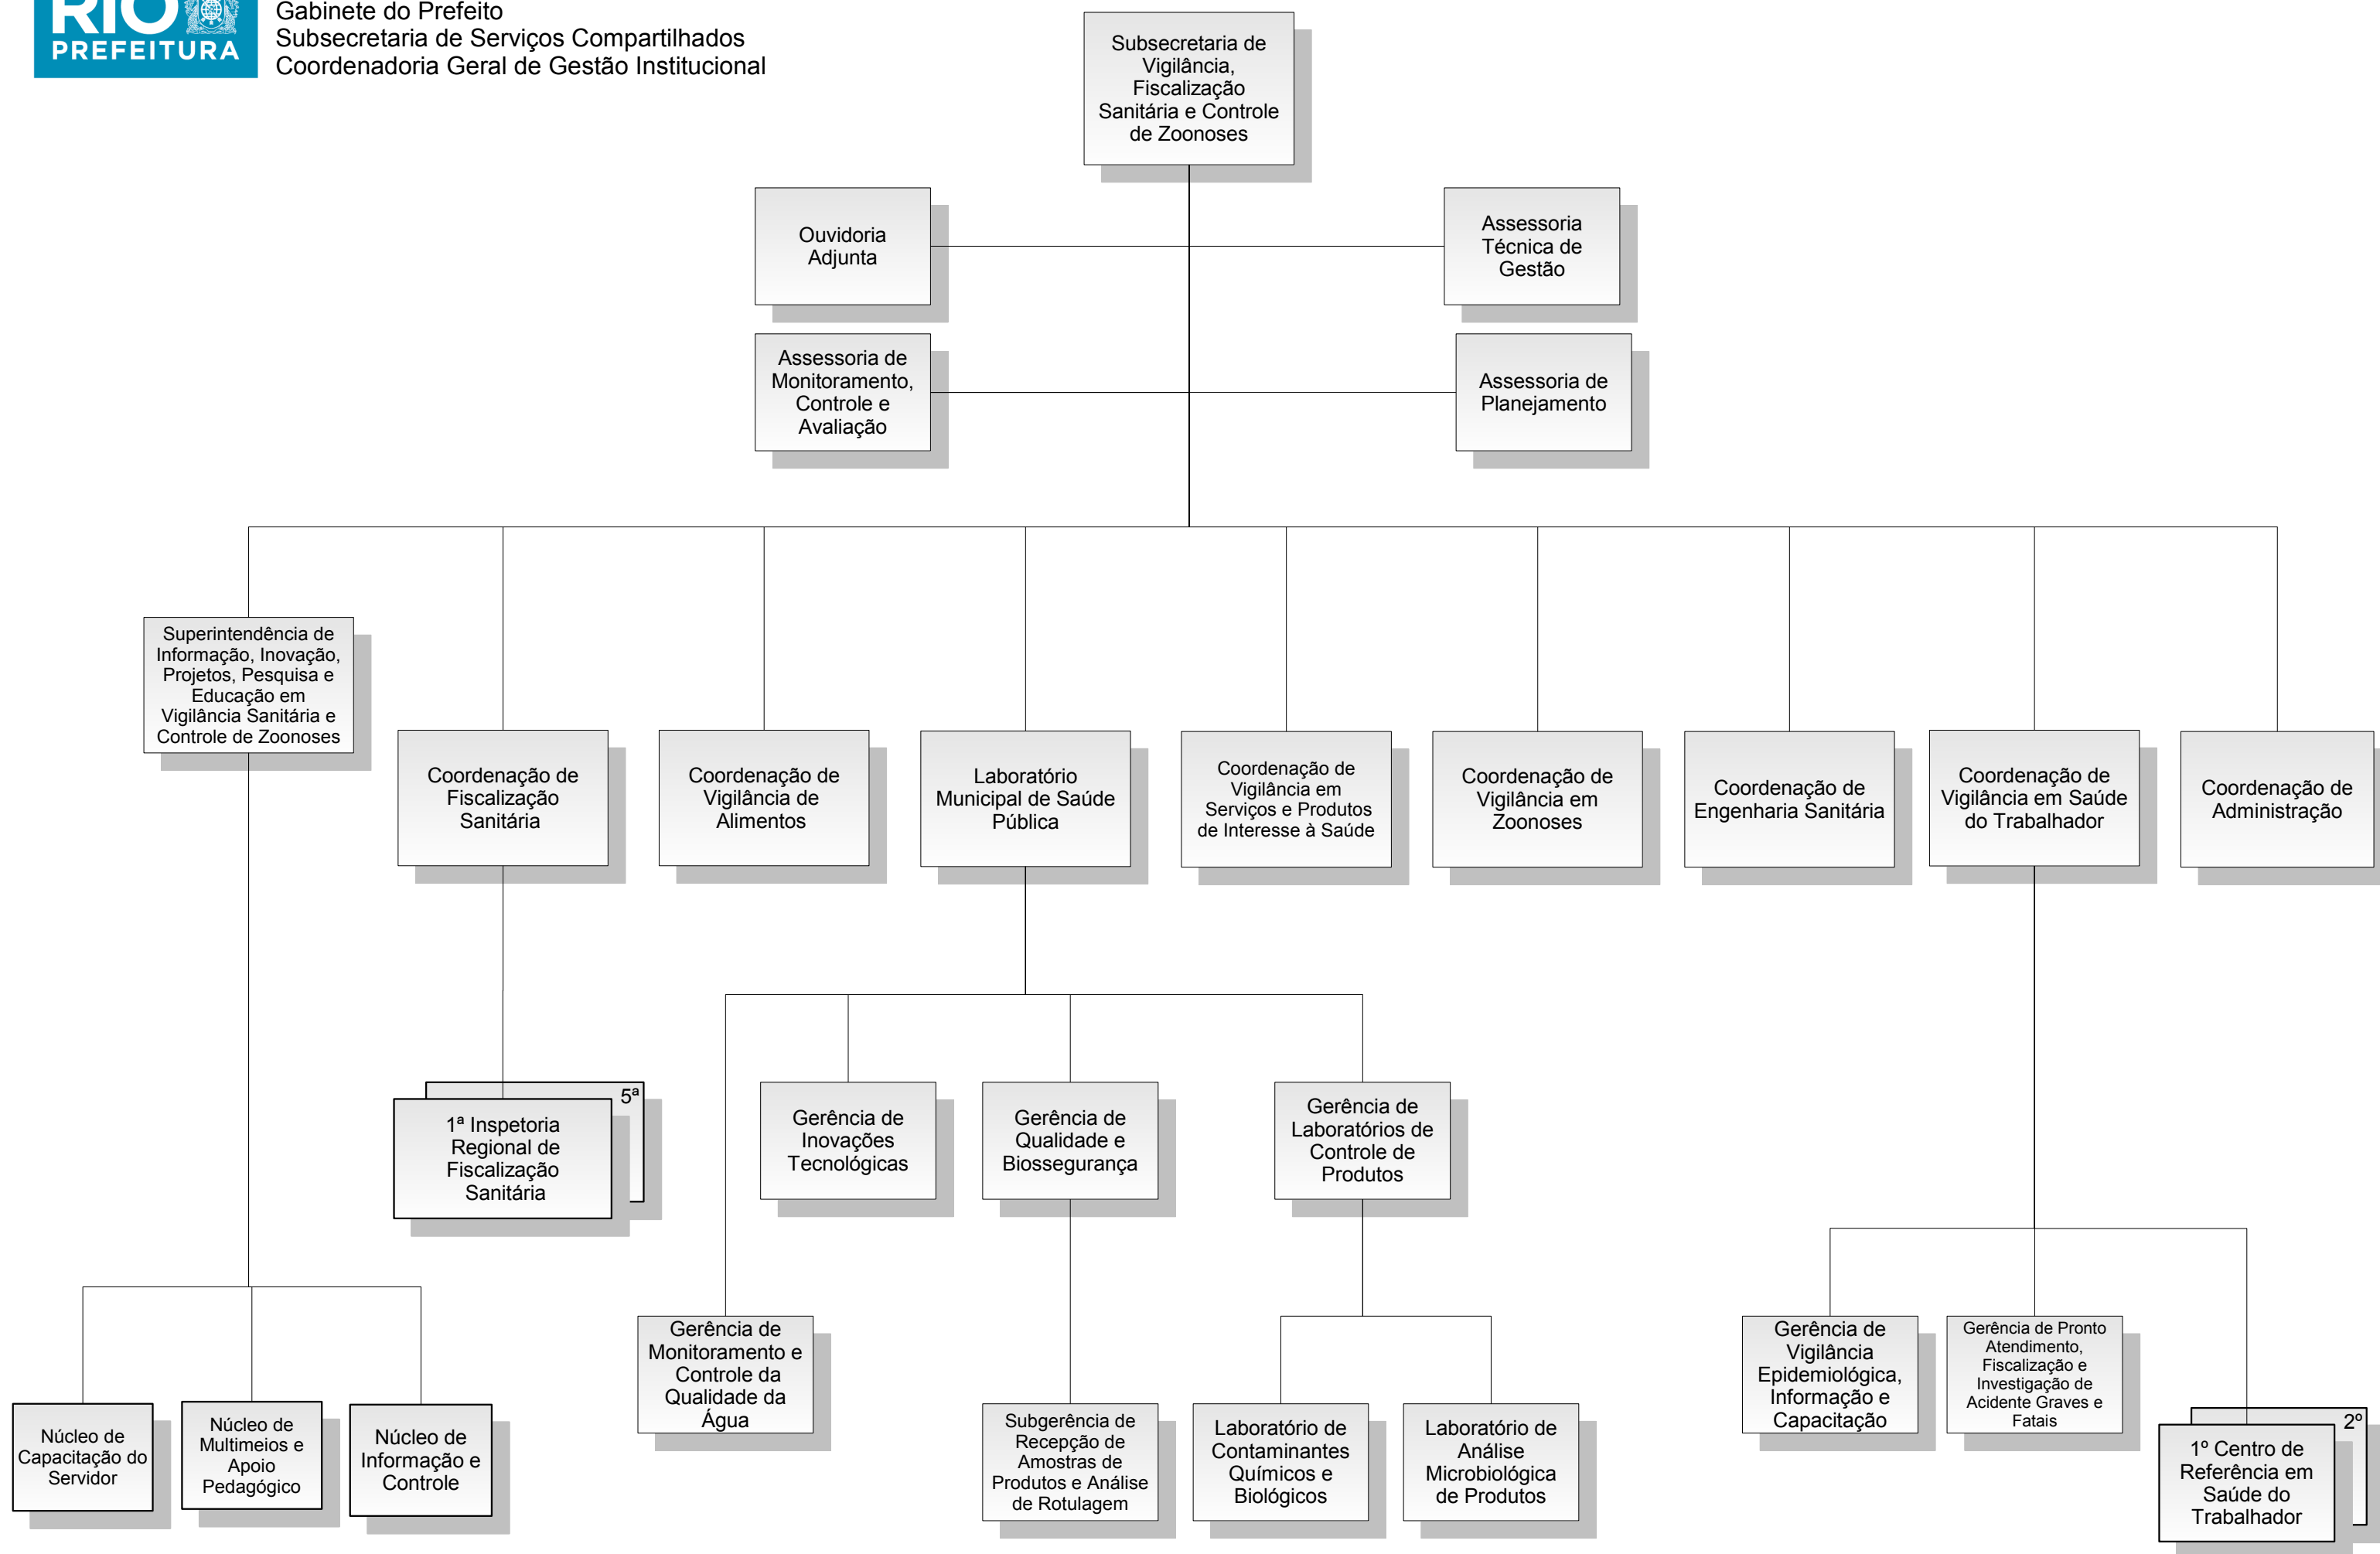 RIO
PREFEITURA
Gabinete do Prefeito
Subsecretaria de Serviços Compartilhados
Coordenadoria Geral de Gestão Institucional
Subsecretaria de
Vigilância,
Fiscalização
Sanitária e Controle
de Zoonoses
Ouvidoria
Adjunta
Assessoria
Técnica de
Gestão
Assessoria de
Monitoramento,
Controle e
Avaliação
Assessoria de
Planejamento
Superintendência de
Informação, Inovação,
Projetos, Pesquisa e
Educação em
Vigilância Sanitária e
Controle de Zoonoses
Coordenação de
Fiscalização
Sanitária
Coordenação de
Vigilância de
Alimentos
Laboratório
Municipal de Saúde
Pública
Coordenação de
Vigilância em
Serviços e Produtos
de Interesse à Saúde
Coordenação de
Vigilância em
Zoonoses
Coordenação de
Engenharia Sanitária
Coordenação de
Vigilância em Saúde
do Trabalhador
Coordenação de
Administração
5ª
1ª Inspetoria
Regional de
Fiscalização
Sanitária
Gerência de
Inovações
Tecnológicas
Gerência de
Qualidade e
Biossegurança
Gerência de
Laboratórios de
Controle de
Produtos
Gerência de
Monitoramento e
Controle da
Qualidade da
Água
Gerência de
Vigilância
Epidemiológica,
Informação e
Capacitação
Gerência de Pronto
Atendimento,
Fiscalização e
Investigação de
Acidente Graves e
Fatais
Núcleo de
Capacitação do
Servidor
Núcleo de
Multimeios e
Apoio
Pedagógico
Núcleo de
Informação e
Controle
Subgerência de
Recepção de
Amostras de
Produtos e Análise
de Rotulagem
Laboratório de
Contaminantes
Químicos e
Biológicos
Laboratório de
Análise
Microbiológica
de Produtos
2º
1º Centro de
Referência em
Saúde do
Trabalhador